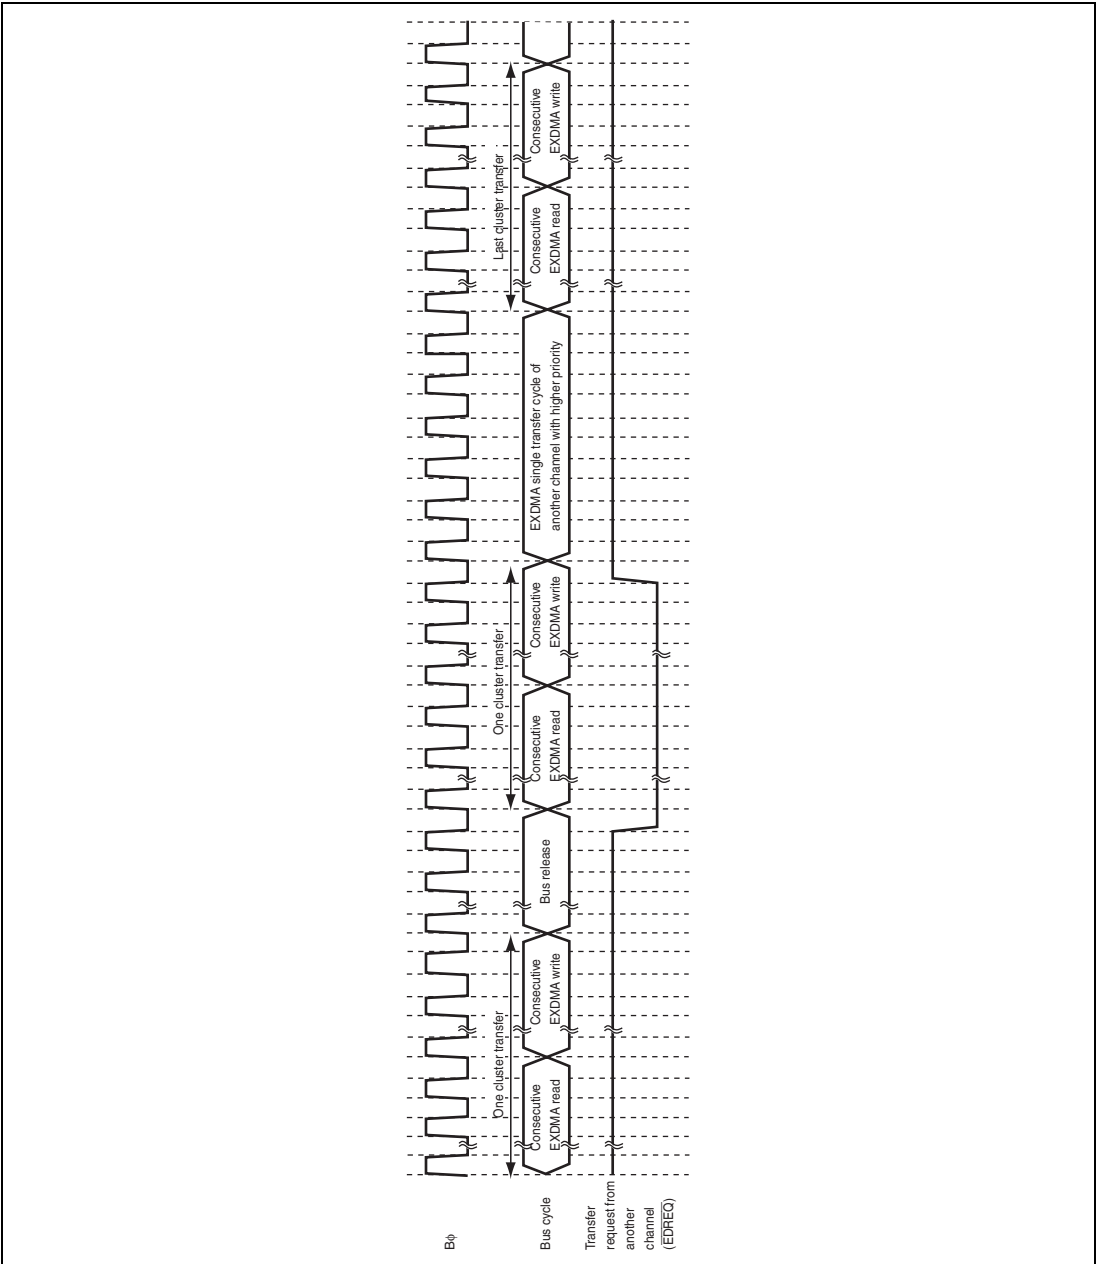 Bφ
One cluster transfer
One cluster transfer
Last cluster transfer
Bus cycle
Consecutive
EXDMA read
Consecutive
EXDMA write
Bus release
Consecutive
EXDMA read
Consecutive
EXDMA write
EXDMA single transfer cycle of
another channel with higher priority
Consecutive
EXDMA read
Consecutive
EXDMA write
Transfer
request from
another
channel
(EDREQ)